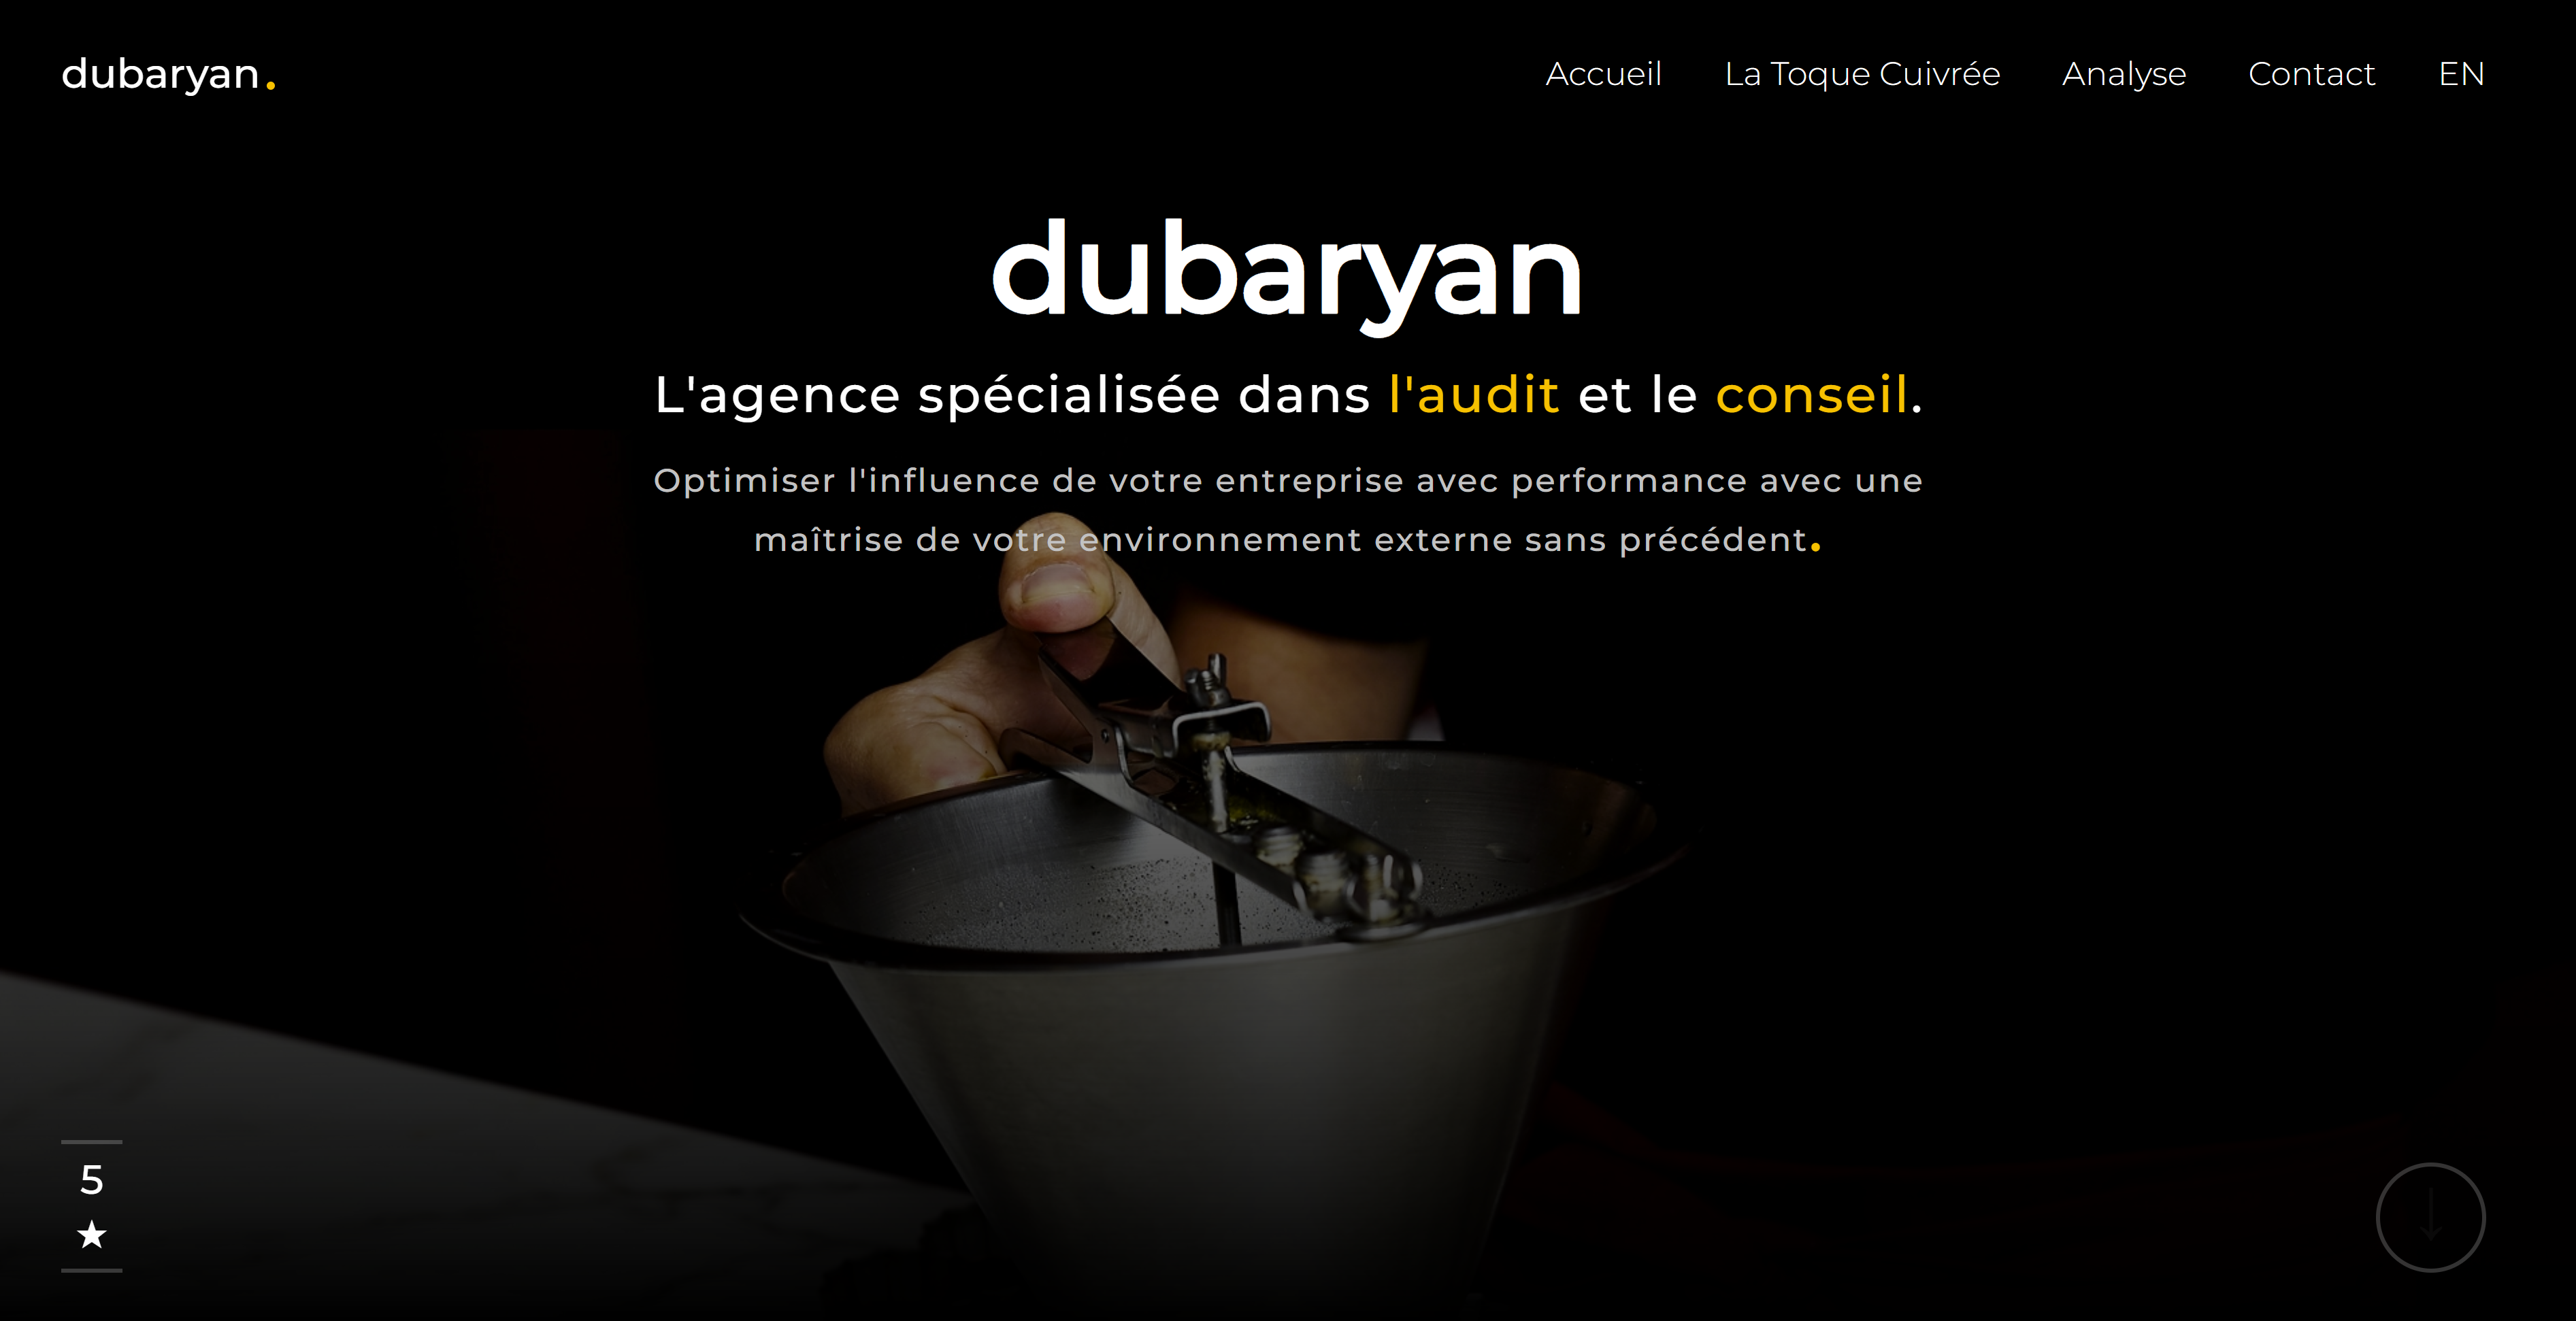 dubaryan.
Accueil La Toque Cuivrée Analyse Contact EN
dubaryan
L'agence spécialisée dans l'audit et le conseil.
Optimiser l'influence de votre entreprise avec performance avec une
maîtrise de votre environnement externe sans précédent.
5
★